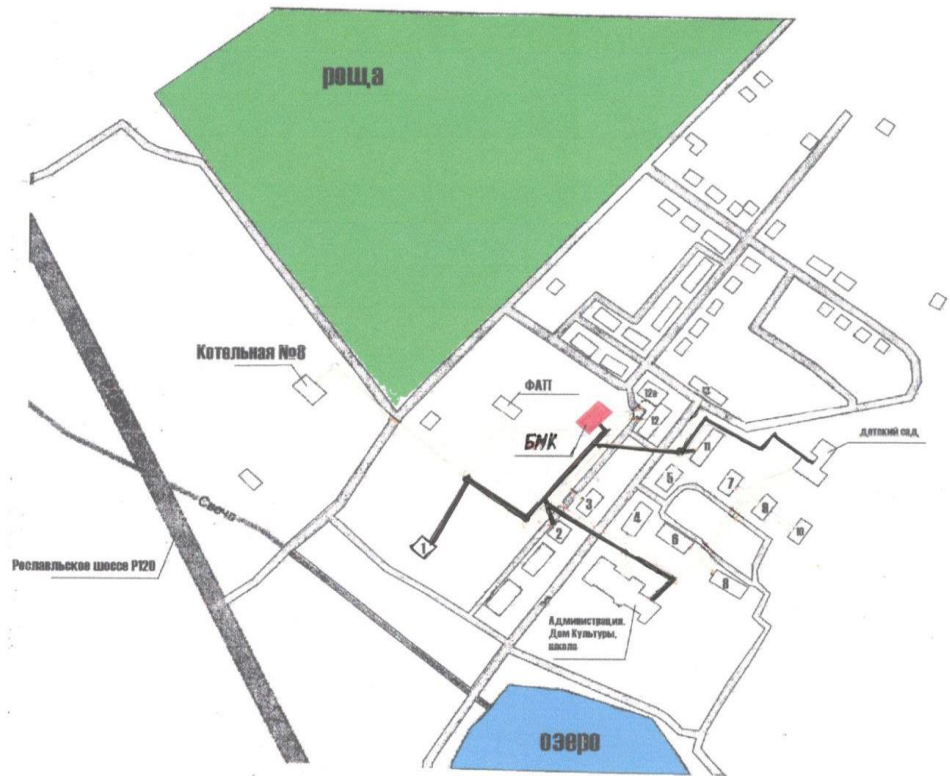 роща
Котельная №8
ФАП
БМК
12а
12
11
детский сад
5
7
9
10
3
4
6
2
8
1
Свеча
Рославльское шоссе Р120
Администрация,
Дом Культуры,
школа
озеро